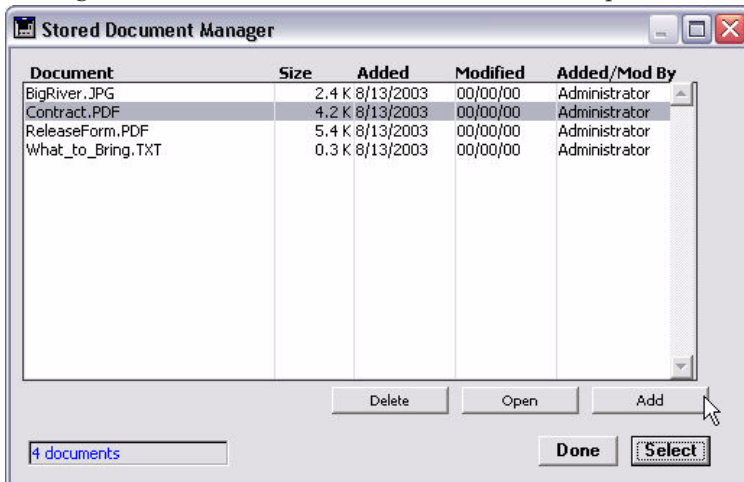 Stored Document Manager
Document Size Added Modified Added/Mod By
BigRiver.JPG 2.4 K 8/13/2003 00/00/00 Administrator
Contract.PDF 4.2 K 8/13/2003 00/00/00 Administrator
ReleaseForm.PDF 5.4 K 8/13/2003 00/00/00 Administrator
What_to_Bring.TXT 0.3 K 8/13/2003 00/00/00 Administrator
Delete Open Add
4 documents Done Select